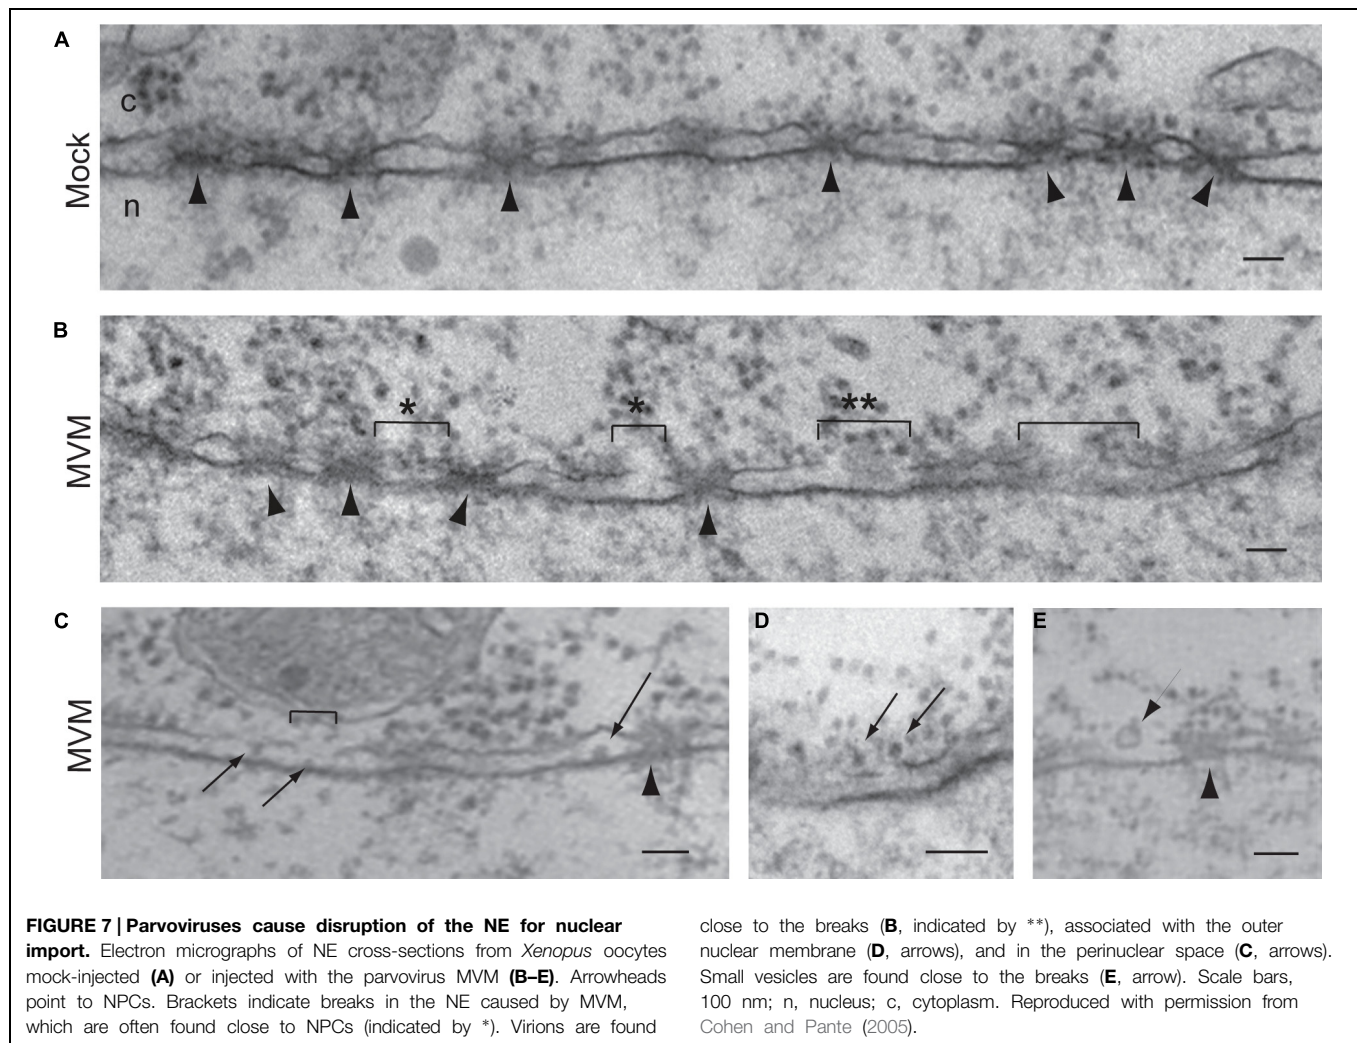 A
c
Mock
n
B
*
*
**
MVM
C
D
E
MVM
FIGURE 7 | Parvoviruses cause disruption of the NE for nuclear
import. Electron micrographs of NE cross-sections from Xenopus oocytes
mock-injected (A) or injected with the parvovirus MVM (B–E). Arrowheads
point to NPCs. Brackets indicate breaks in the NE caused by MVM,
which are often found close to NPCs (indicated by *). Virions are found
close to the breaks (B, indicated by **), associated with the outer
nuclear membrane (D, arrows), and in the perinuclear space (C, arrows).
Small vesicles are found close to the breaks (E, arrow). Scale bars,
100 nm; n, nucleus; c, cytoplasm. Reproduced with permission from
Cohen and Pante (2005).